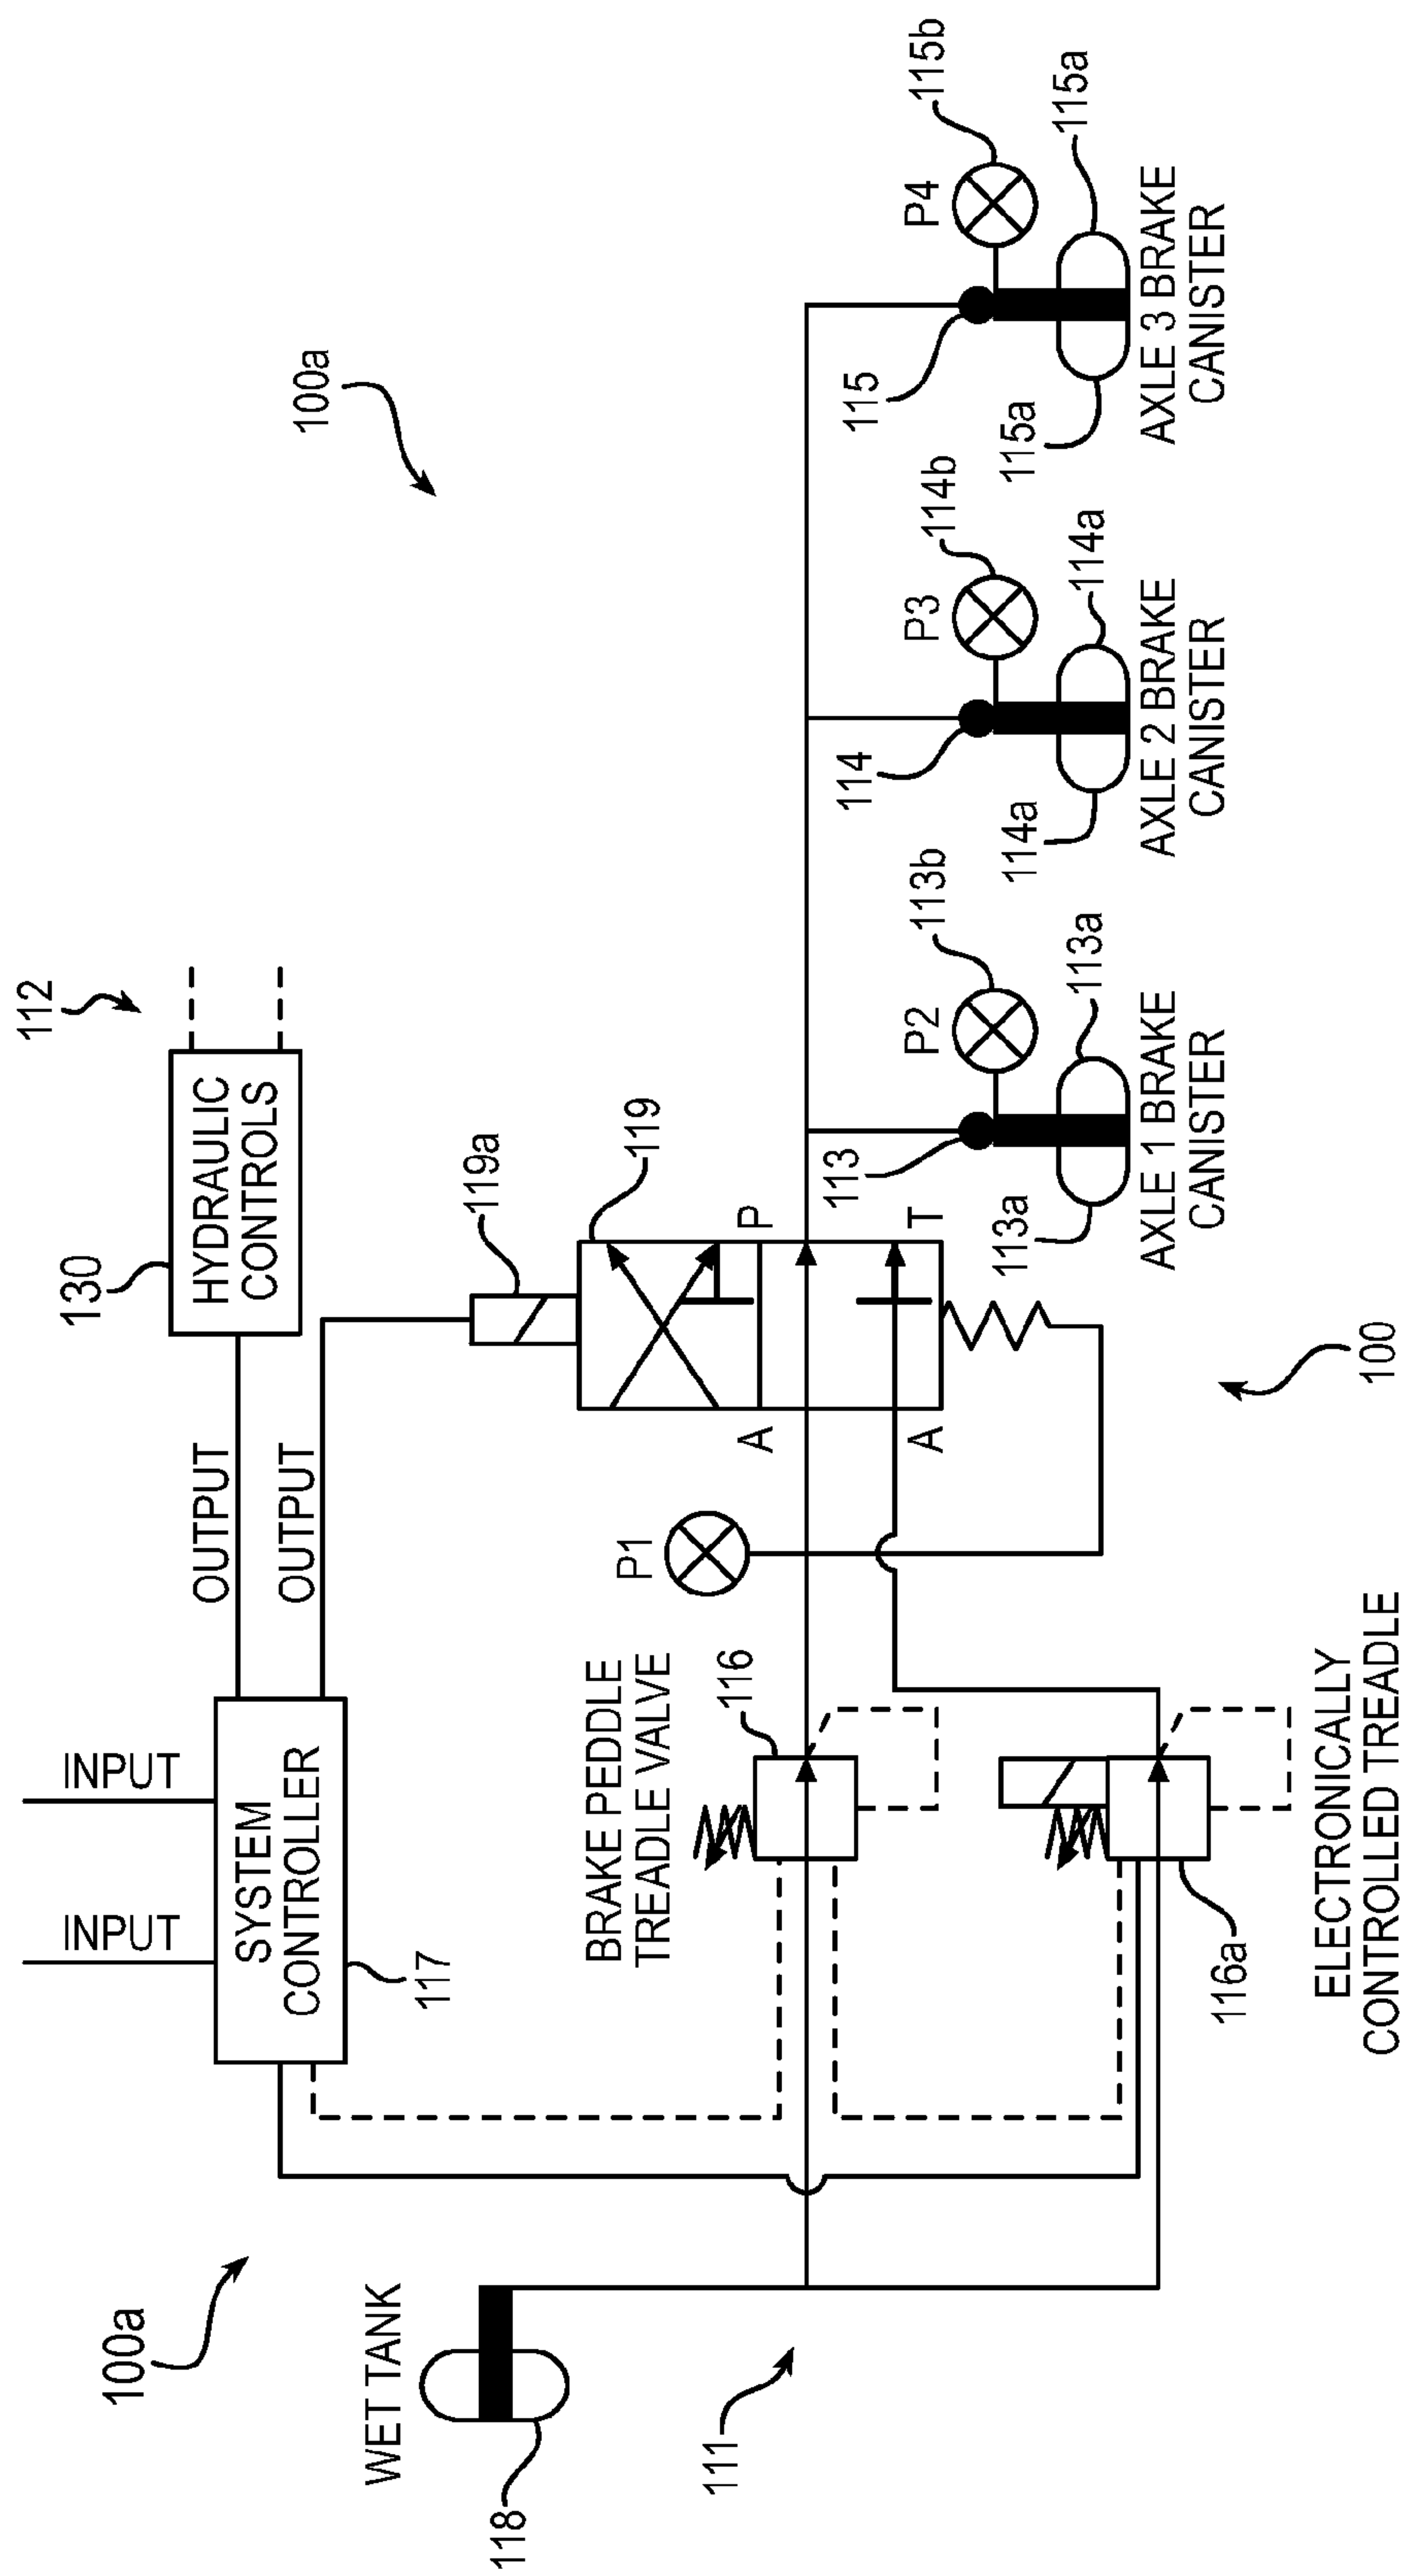 100a
WET TANK
118
111
INPUT
INPUT
SYSTEM
CONTROLLER
117
OUTPUT
OUTPUT
HYDRAULIC
CONTROLS
130
112
100a
BRAKE PEDDLE
TREADLE VALVE
116
ELECTRONICALLY
CONTROLLED TREADLE
116a
P1
119a
119
A
P
A
T
100
113
P2
113b
113a
113a
AXLE 1 BRAKE
CANISTER
114
P3
114b
114a
114a
AXLE 2 BRAKE
CANISTER
115
P4
115b
115a
115a
AXLE 3 BRAKE
CANISTER